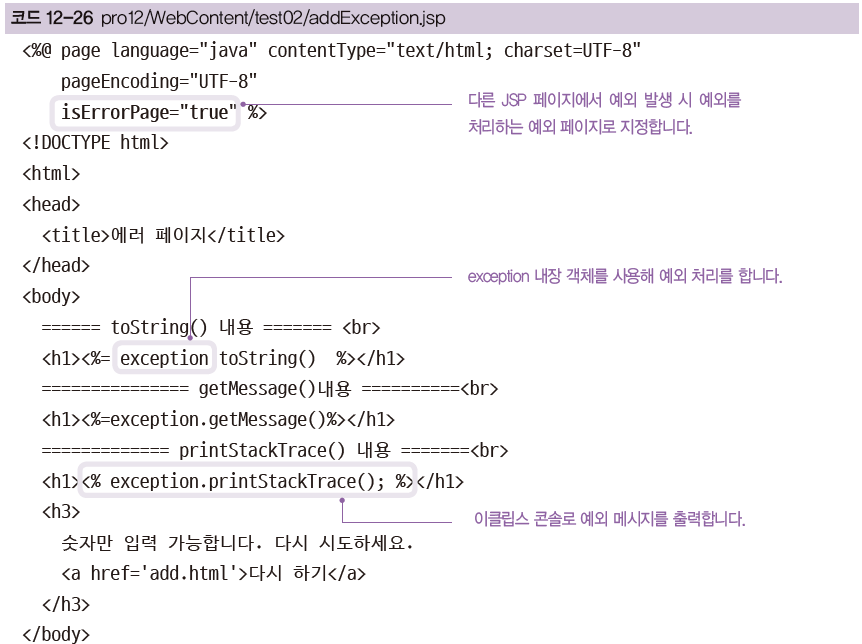 코드 12-26 pro12/WebContent/test02/addException.jsp
<%@ page language="java" contentType="text/html; charset=UTF-8"
pageEncoding="UTF-8"
isErrorPage="true" %>
다른 JSP 페이지에서 예외 발생 시 예외를
처리하는 예외 페이지로 지정합니다.
<!DOCTYPE html>
<html>
<head>
<title>에러 페이지</title>
</head>
exception 내장 객체를 사용해 예외 처리를 합니다.
<body>
====== toString() 내용 ======= <br>
<h1><%= exception toString()  %></h1>
=============== getMessage()내용 ==========<br>
<h1><%=exception.getMessage()%></h1>
============= printStackTrace() 내용 =======<br>
<h1><% exception.printStackTrace(); %></h1>
<h3>
이클립스 콘솔로 예외 메시지를 출력합니다.
숫자만 입력 가능합니다. 다시 시도하세요.
<a href='add.html'>다시 하기</a>
</h3>
</body>